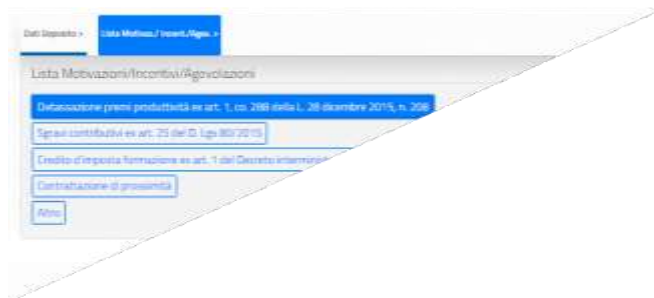 Dati Deposito >
Lista Motivaz./ Incent./Agev. >
Lista Motivazioni/Incentivi/Agevolazioni
Detassazione premi produttività ex art. 1, co. 288 della L. 28 dicembre 2015, n. 208
Sgravi contributivi ex art. 25 del D. Lgs 80/2015
Credito d'imposta formazione ex art. 1 del Decreto
Contrattazione di prossimità
Altro